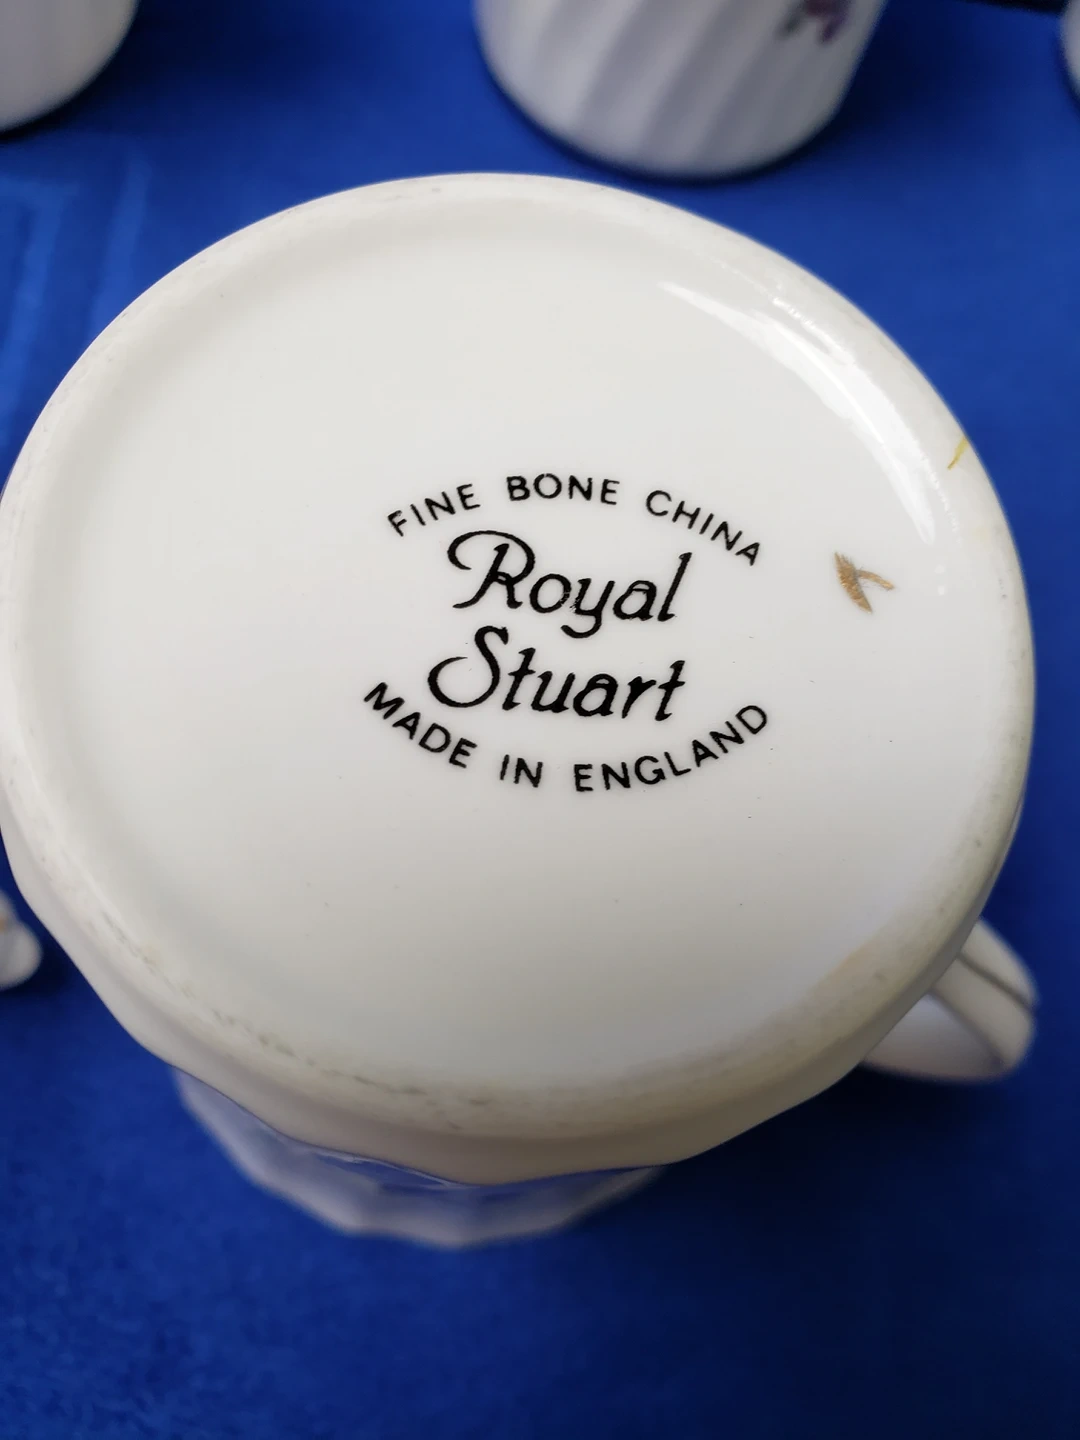 FINE BONE CHINA
Royal
Stuart
MADE IN ENGLAND